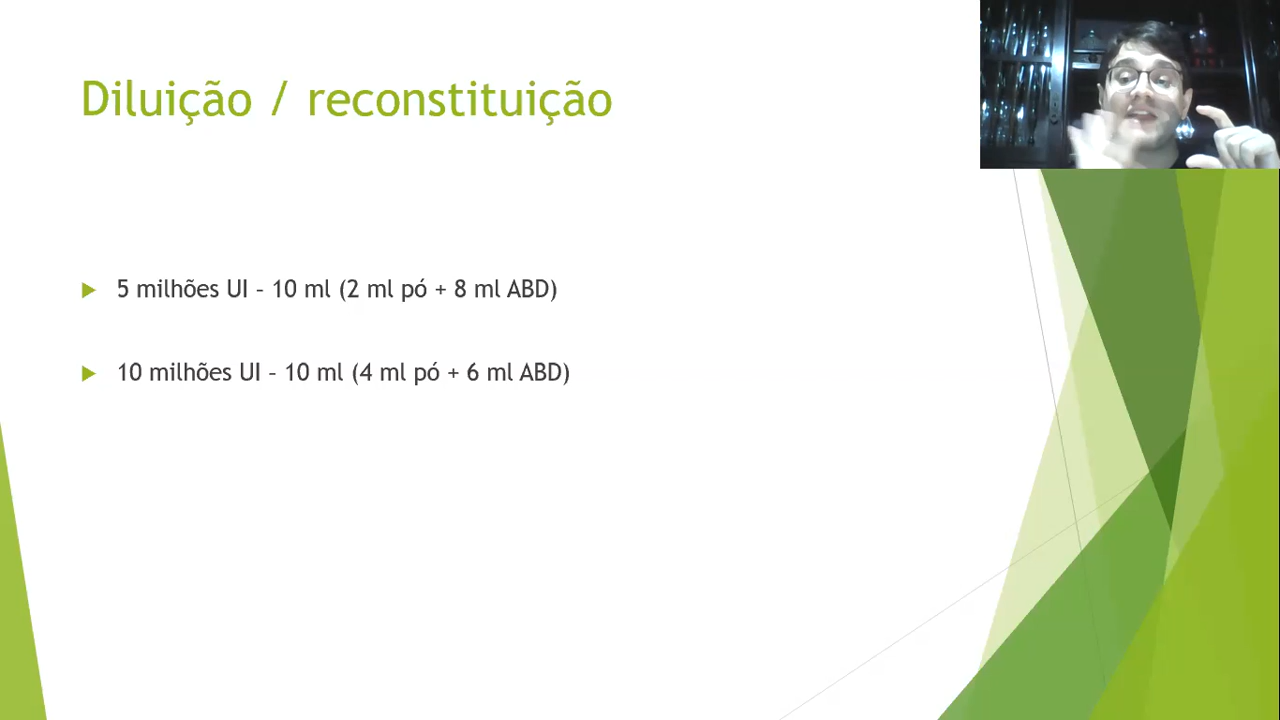 Diluição / reconstituição
5 milhões UI – 10 ml (2 ml pó + 8 ml ABD)
10 milhões UI – 10 ml (4 ml pó + 6 ml ABD)